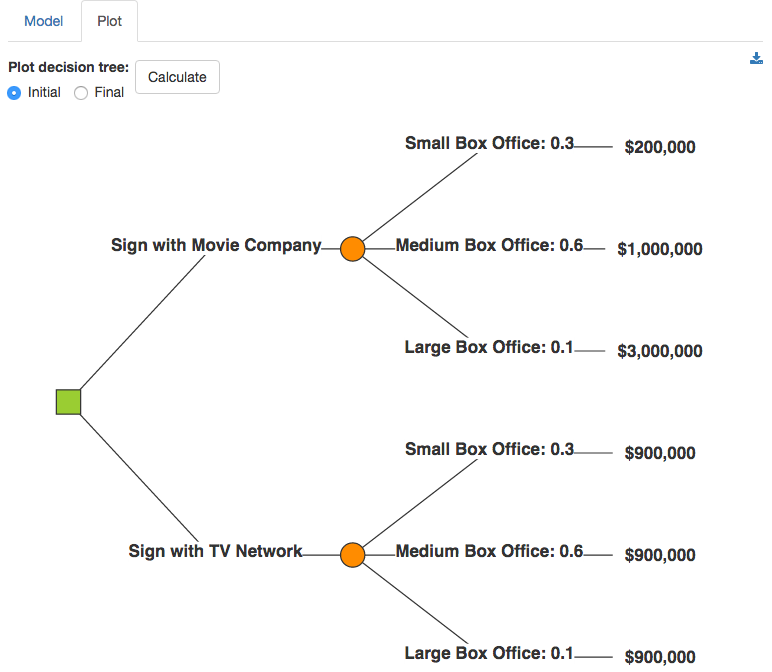 Model Plot
Plot decision tree:
Calculate
Initial Final
Small Box Office: 0.3 $200,000
Sign with Movie Company Medium Box Office: 0.6 $1,000,000
Large Box Office: 0.1 $3,000,000
Small Box Office: 0.3 $900,000
Sign with TV Network Medium Box Office: 0.6 $900,000
Large Box Office: 0.1 $900,000